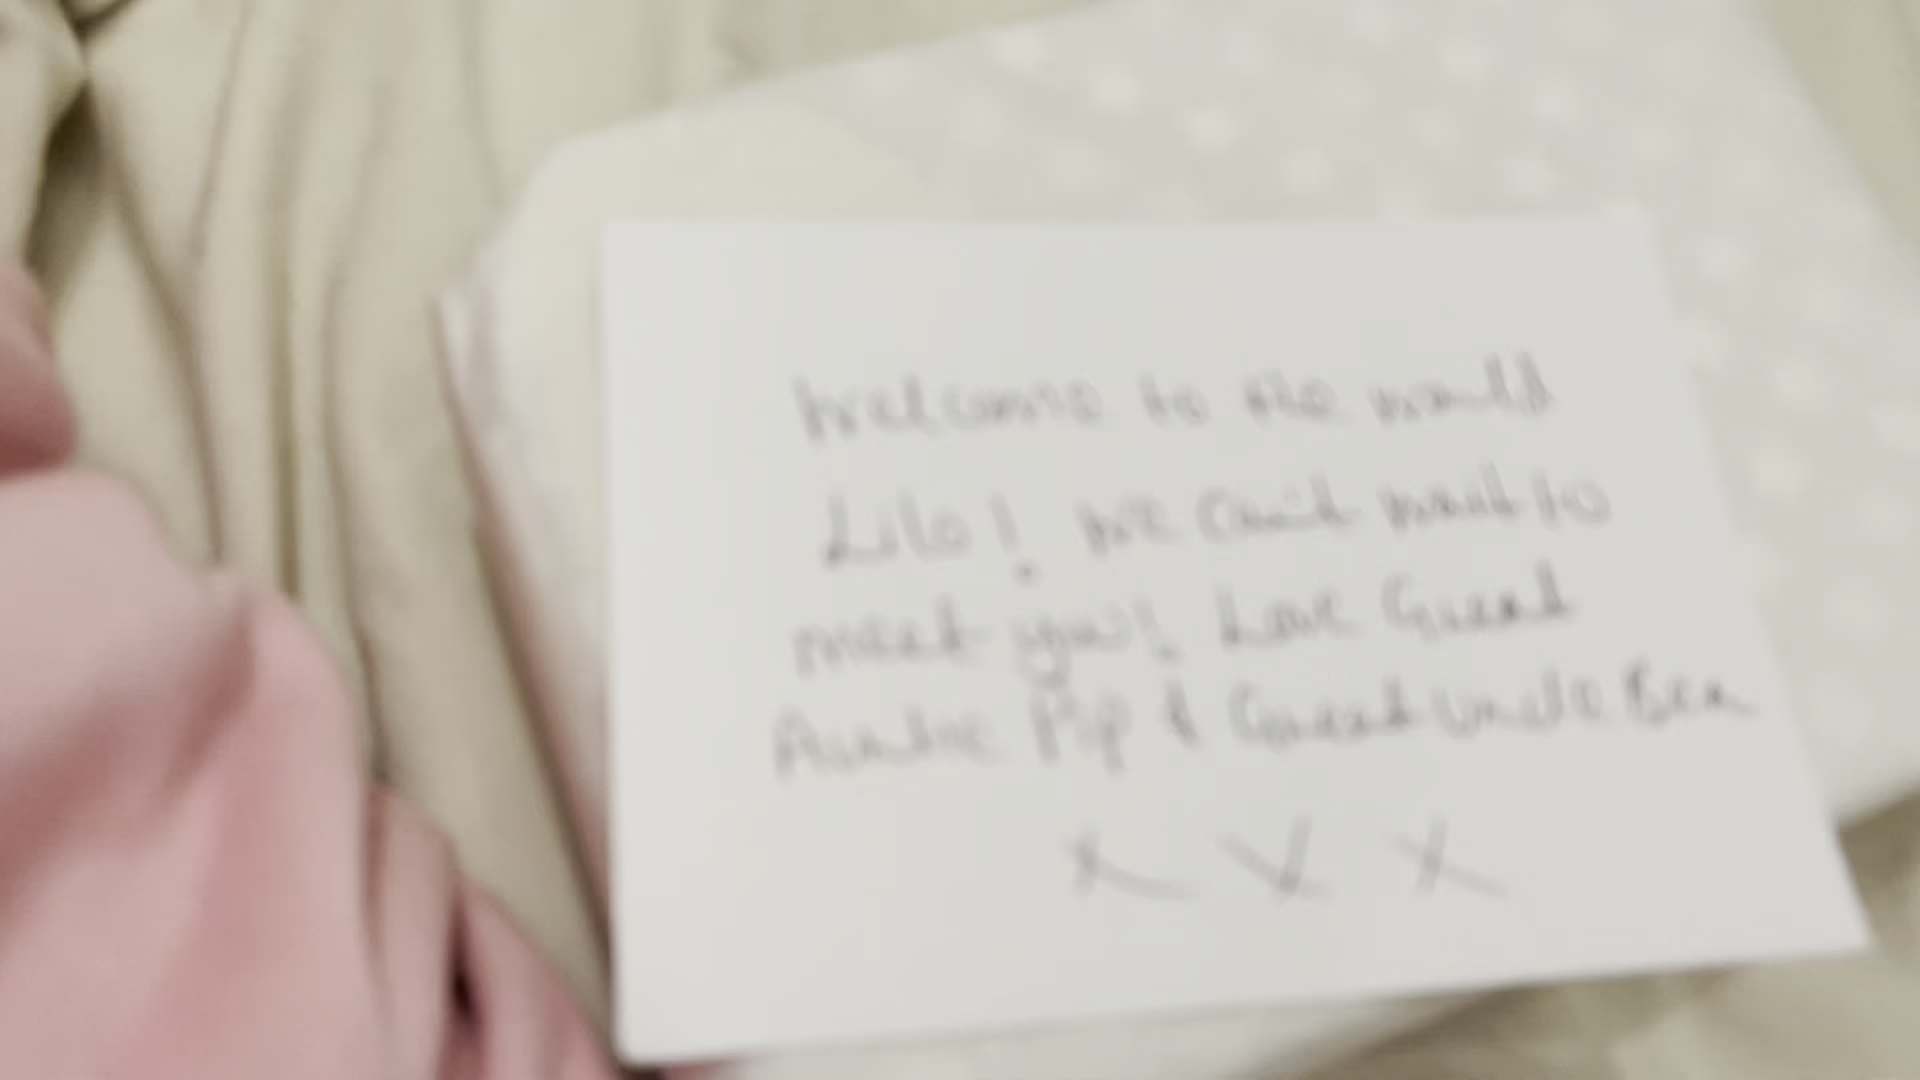 Welcome to the world
Lilo! We can't wait to
meet you! Love Great
Auntie Pip & Great Uncle Ben
x x x